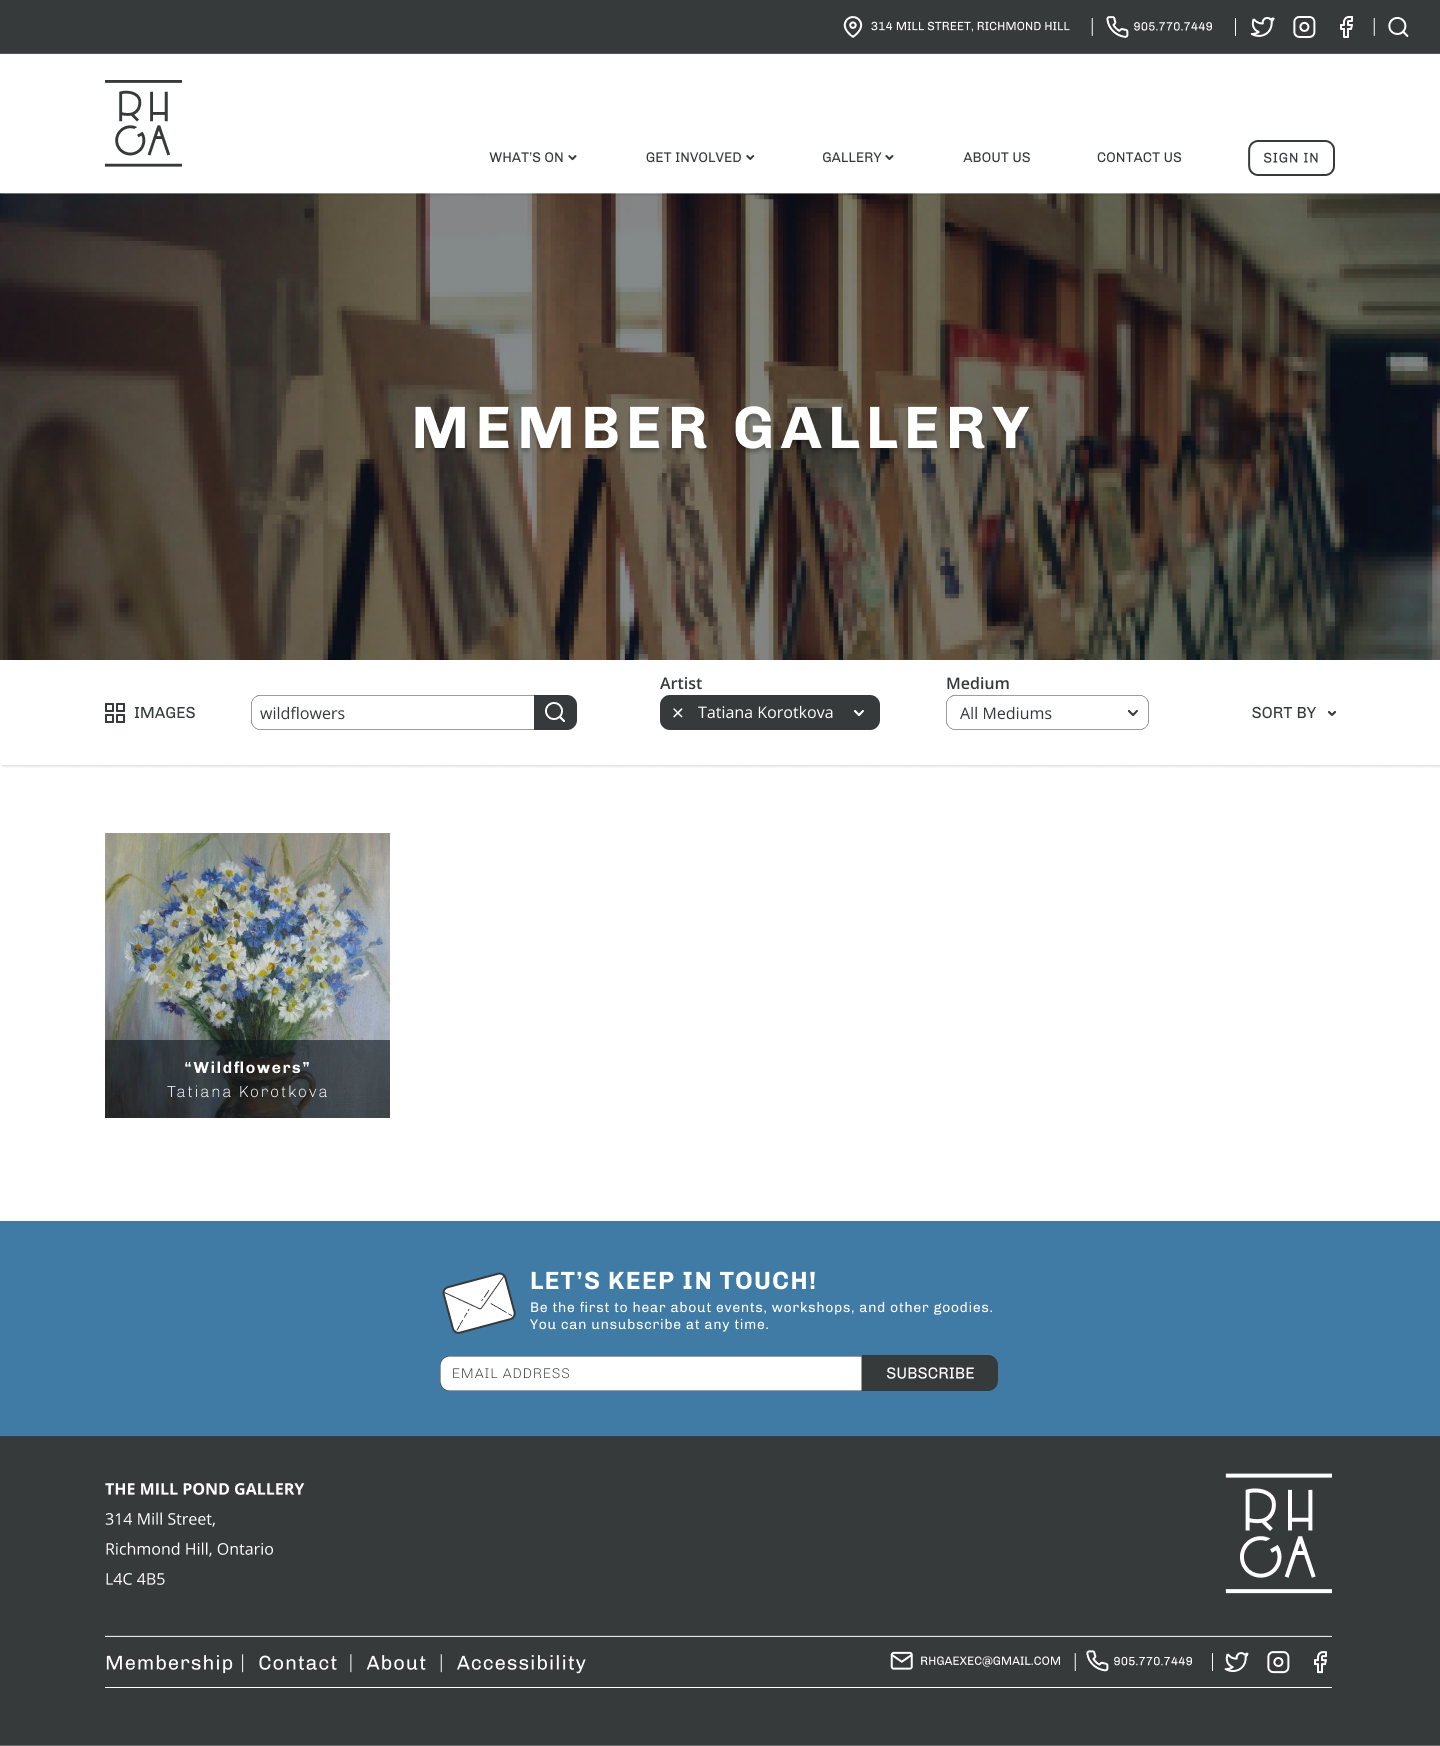 314 MILL STREET, RICHMOND HILL
905.770.7449
RH
GA
WHAT'S ON
GET INVOLVED
GALLERY
ABOUT US
CONTACT US
SIGN IN
MEMBER GALLERY
IMAGES
wildflowers
Artist
Tatiana Korotkova
Medium
All Mediums
SORT BY
“Wildflowers”
Tatiana Korotkova
LET’S KEEP IN TOUCH!
Be the first to hear about events, workshops, and other goodies.
You can unsubscribe at any time.
EMAIL ADDRESS
SUBSCRIBE
THE MILL POND GALLERY
314 Mill Street,
Richmond Hill, Ontario
L4C 4B5
RH
GA
Membership | Contact | About | Accessibility
RHGAEXEC@GMAIL.COM
905.770.7449